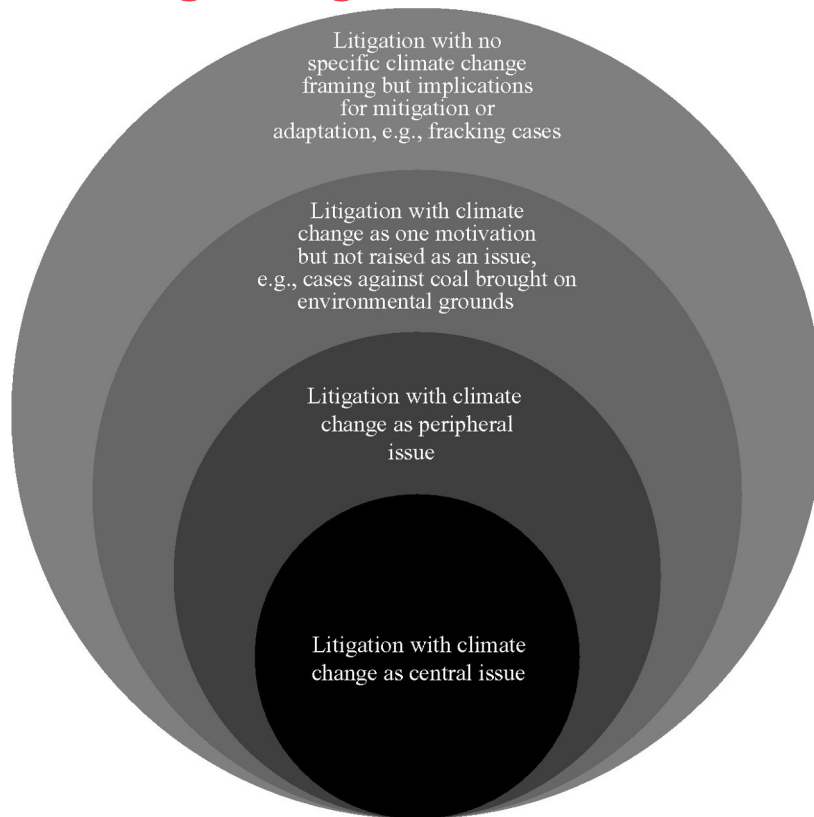 Litigation with no
specific climate change
framing but implications
for mitigation or
adaptation, e.g., fracking cases
Litigation with climate
change as one motivation
but not raised as an issue,
e.g., cases against coal brought on
environmental grounds
Litigation with climate
change as peripheral
issue
Litigation with climate
change as central issue